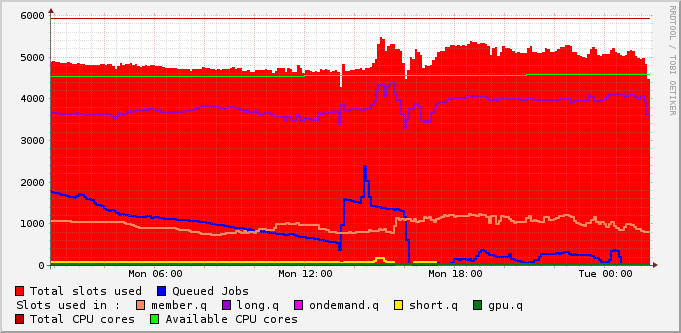 6000
5000
4000
3000
2000
1000
0
Mon 06:00 Mon 12:00 Mon 18:00 Tue 00:00
Total slots used Queued Jobs
Slots used in : member.q long.q ondemand.q short.q gpu.q
Total CPU cores Available CPU cores
RRDTOOL / TOBI OETIKER